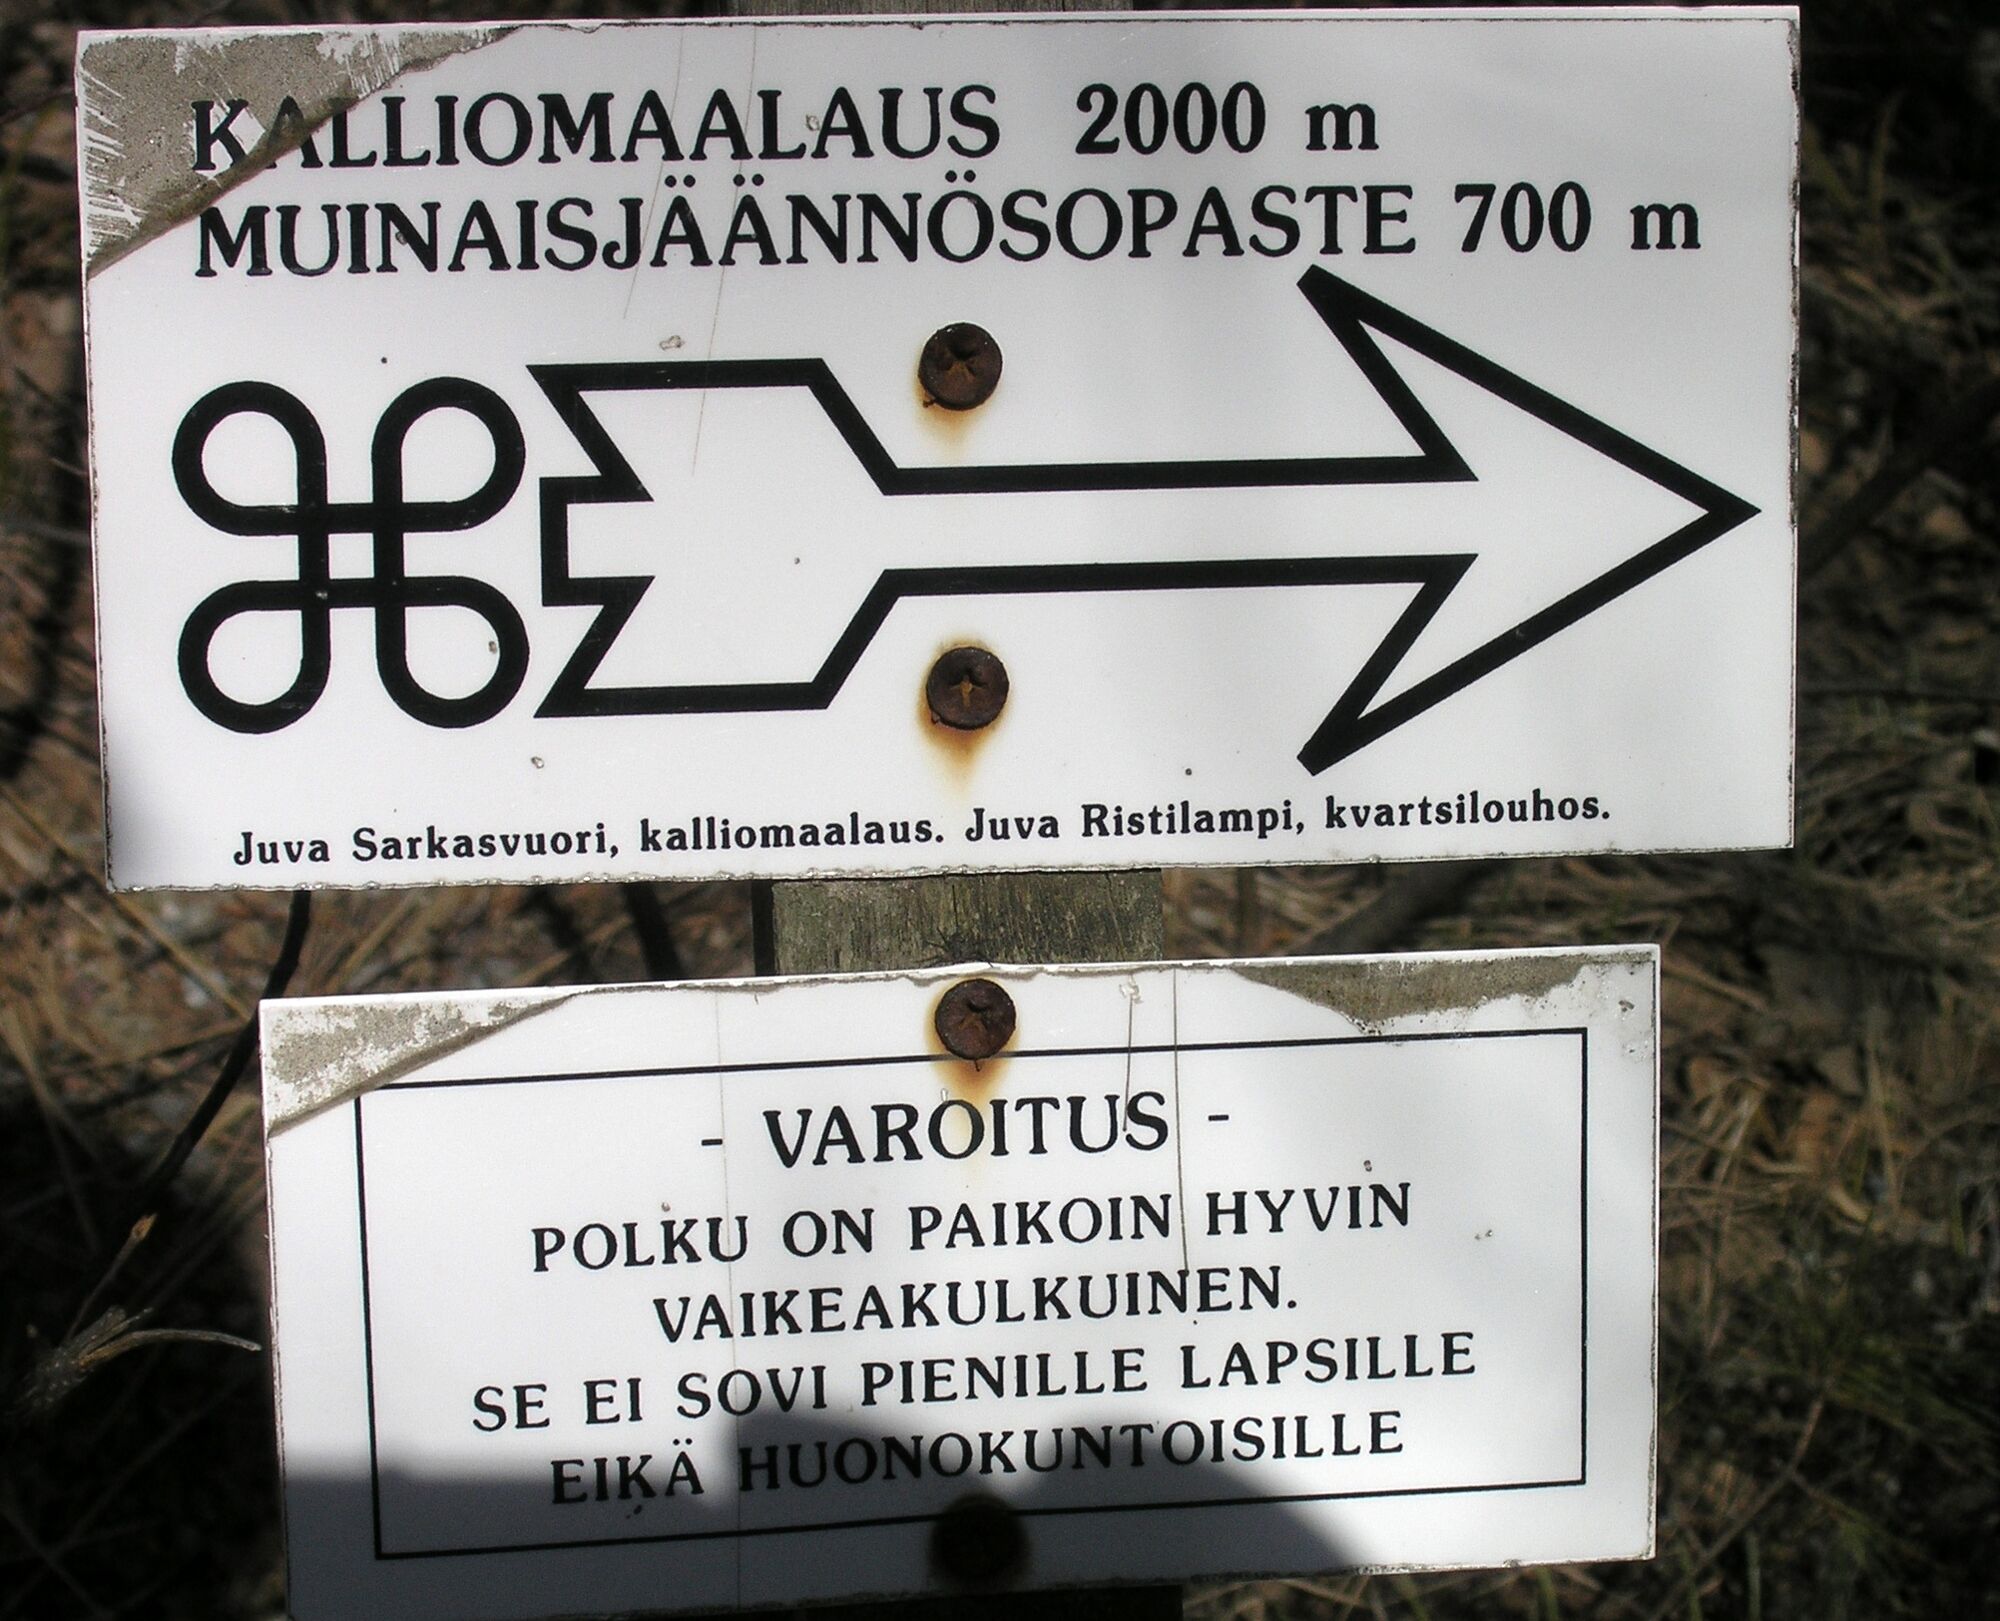 KALLIOMAALAUS 2000 m
MUINAISJÄÄNNÖSOPASTE 700 m
Juva Sarkasvuori, kalliomaalaus. Juva Ristilampi, kvartsilouhos.
- VAROITUS -
POLKU ON PAIKOIN HYVIN
VAIKEAKULKUINEN.
SE EI SOVI PIENILLE LAPSILLE
EIKÄ HUONOKUNTOISILLE